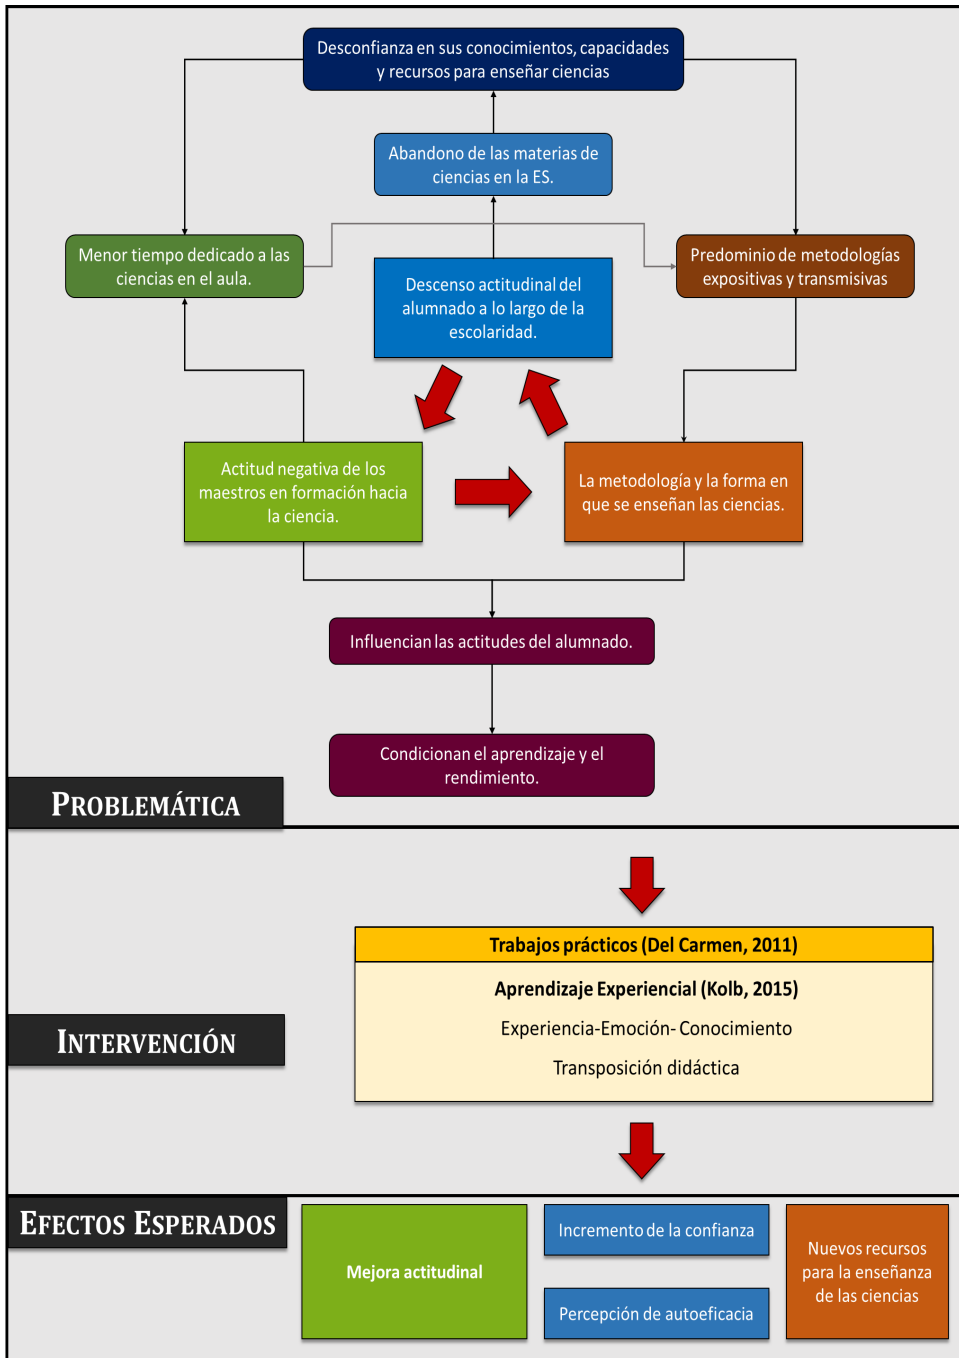 Desconfianza en sus conocimientos, capacidades
y recursos para enseñar ciencias
Abandono de las materias de
ciencias en la ES.
Menor tiempo dedicado a las
ciencias en el aula.
Descenso actitudinal del
alumnado a lo largo de la
escolaridad.
Predominio de metodologías
expositivas y transmisivas
Actitud negativa de los
maestros en formación hacia
la ciencia.
La metodología y la forma en
que se enseñan las ciencias.
Influencian las actitudes del alumnado.
Condicionan el aprendizaje y el
rendimiento.
PROBLEMÁTICA
Trabajos prácticos (Del Carmen, 2011)
Aprendizaje Experiencial (Kolb, 2015)
Experiencia-Emoción- Conocimiento
Transposición didáctica
INTERVENCIÓN
EFECTOS ESPERADOS
Mejora actitudinal
Incremento de la confianza
Percepción de autoeficacia
Nuevos recursos
para la enseñanza
de las ciencias